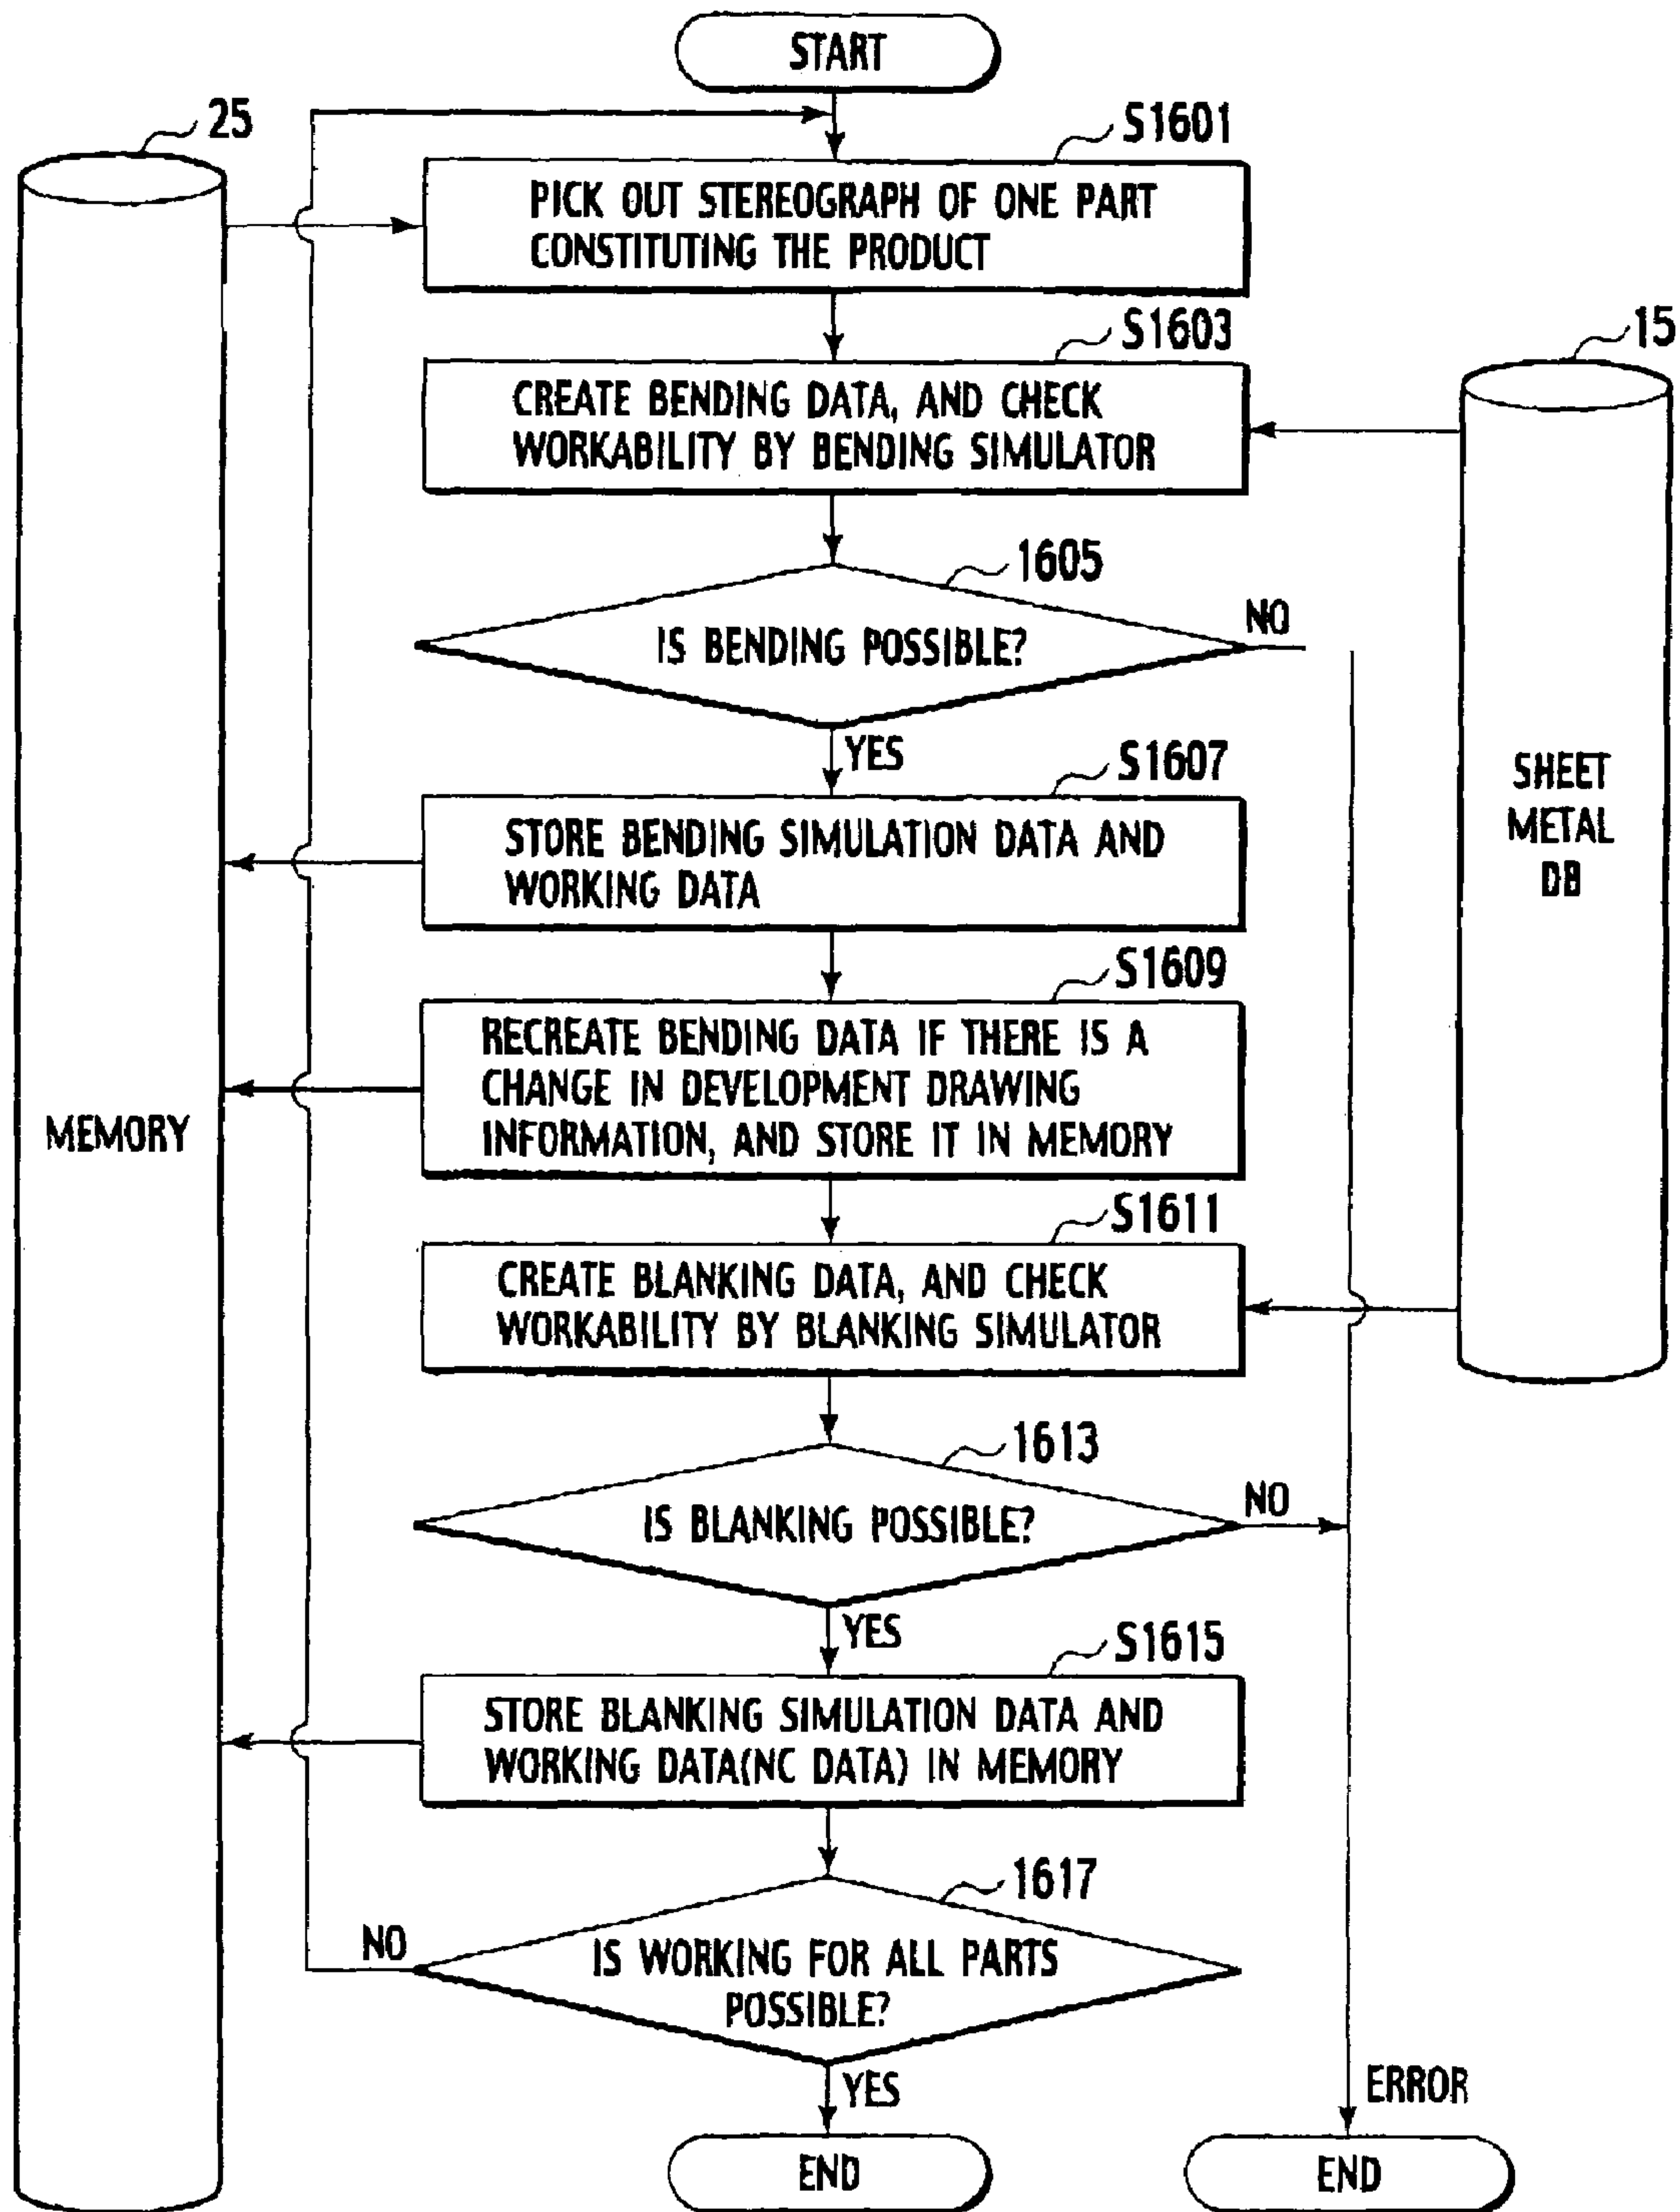 START
25
S1601
PICK OUT STEREOGRAPH OF ONE PART
CONSTITUTING THE PRODUCT
S1603
15
CREATE BENDING DATA, AND CHECK
WORKABILITY BY BENDING SIMULATOR
1605
IS BENDING POSSIBLE?
NO
YES
S1607
SHEET
METAL
DB
STORE BENDING SIMULATION DATA AND
WORKING DATA
S1609
RECREATE BENDING DATA IF THERE IS A
CHANGE IN DEVELOPMENT DRAWING
INFORMATION, AND STORE IT IN MEMORY
MEMORY
S1611
CREATE BLANKING DATA, AND CHECK
WORKABILITY BY BLANKING SIMULATOR
1613
IS BLANKING POSSIBLE?
NO
YES
S1615
STORE BLANKING SIMULATION DATA AND
WORKING DATA(NC DATA) IN MEMORY
1617
NO
IS WORKING FOR ALL PARTS
POSSIBLE?
YES
ERROR
END
END